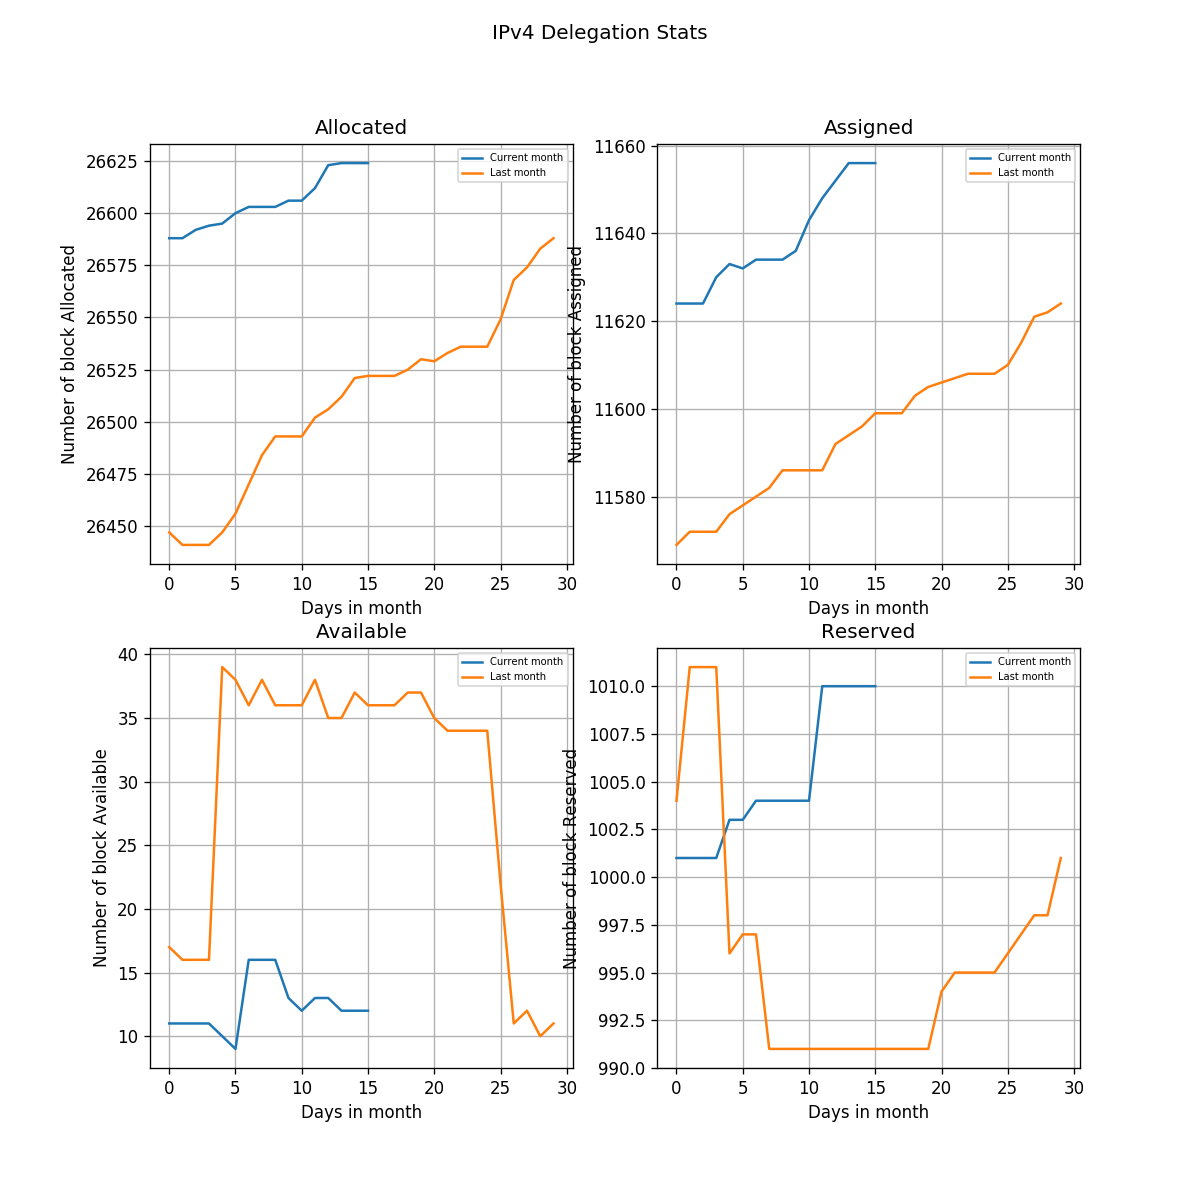 IPv4 Delegation Stats
Allocated
Number of block Allocated
26625
26600
26575
26550
26525
26500
26475
26450
Current month
Last month
0 5 10 15 20 25 30
Days in month
Assigned
Number of block Assigned
11660
11640
11620
11600
11580
Current month
Last month
0 5 10 15 20 25 30
Days in month
Available
Number of block Available
40
35
30
25
20
15
10
Current month
Last month
0 5 10 15 20 25 30
Days in month
Reserved
Number of block Reserved
1010.0
1007.5
1005.0
1002.5
1000.0
997.5
995.0
992.5
990.0
Current month
Last month
0 5 10 15 20 25 30
Days in month